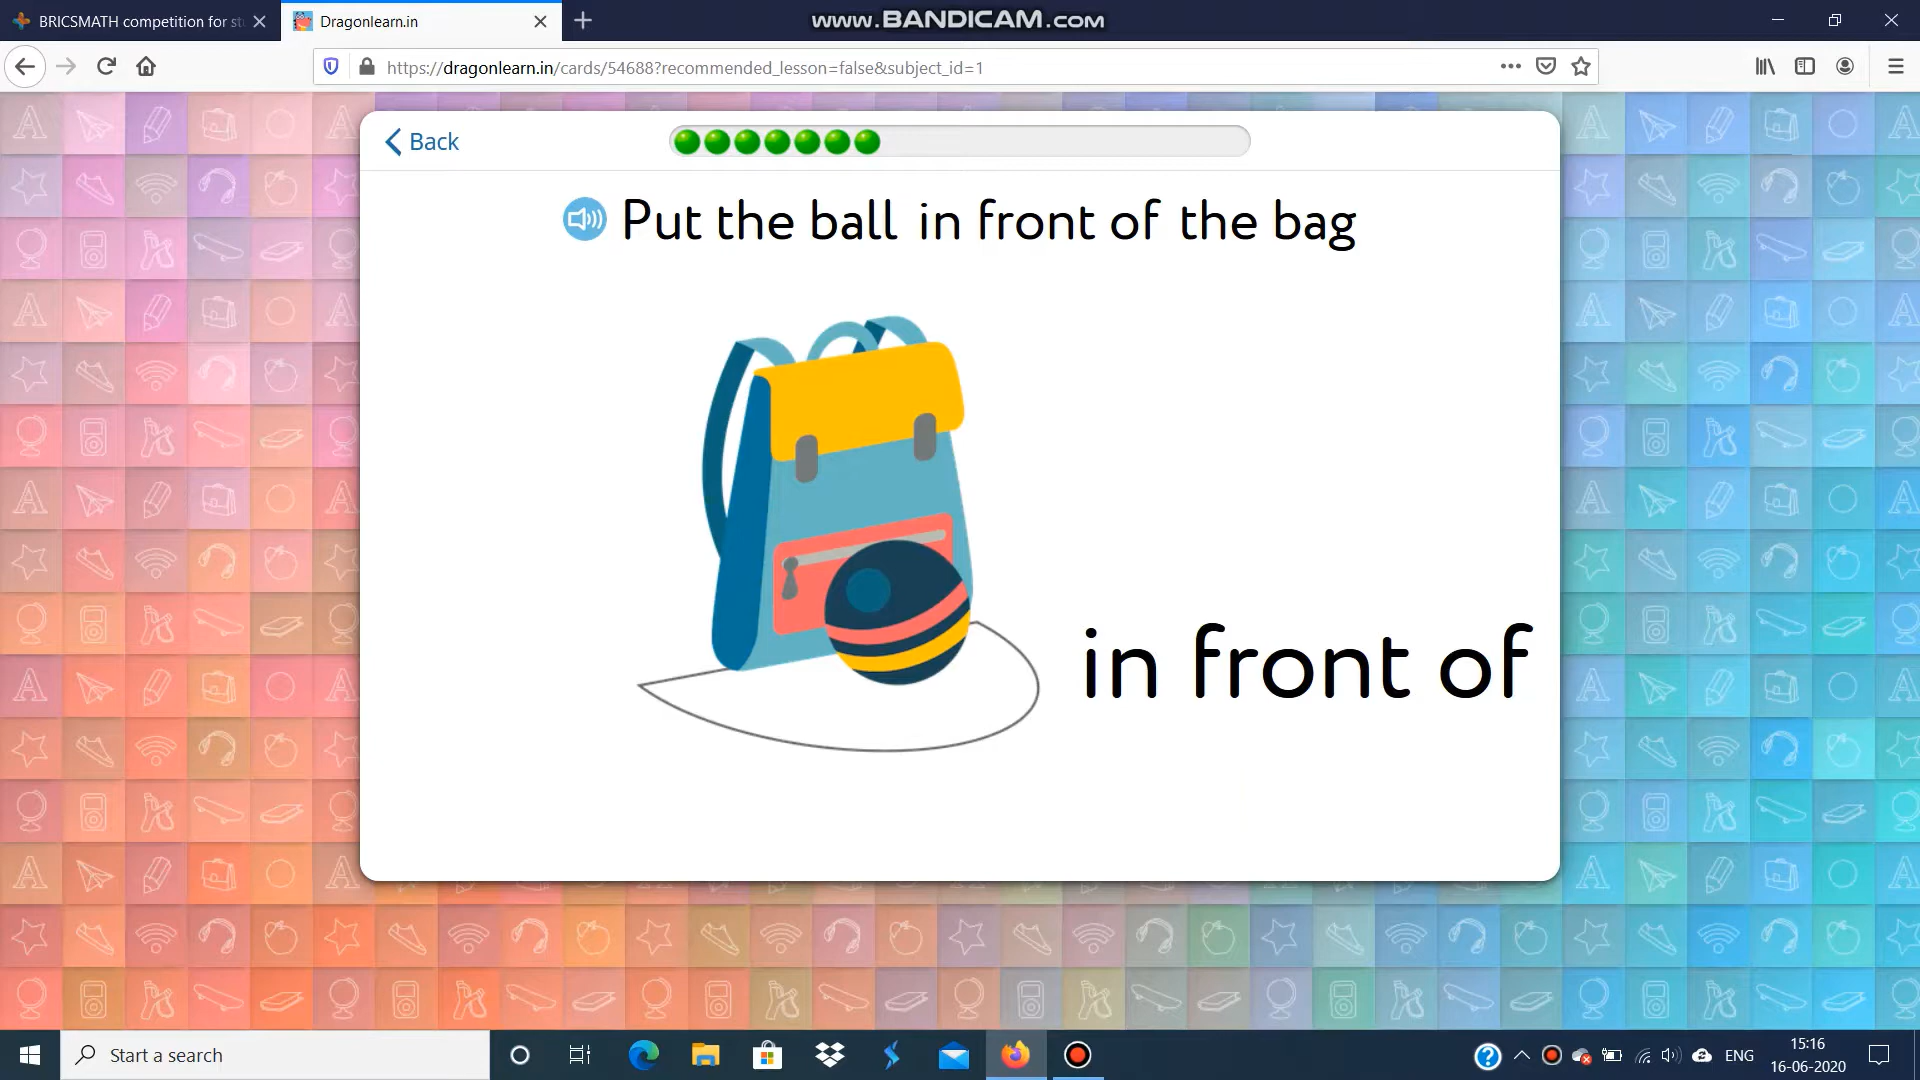 BRICSMATH competition for st
Dragonlearn.in
www.BANDICAM.COM
https://dragonlearn.in/cards/54688?recommended_lesson=false&subject_id=1
Back
Put the ball in front of the bag
in front of
Start a search
ENG
15:16
16-06-2020